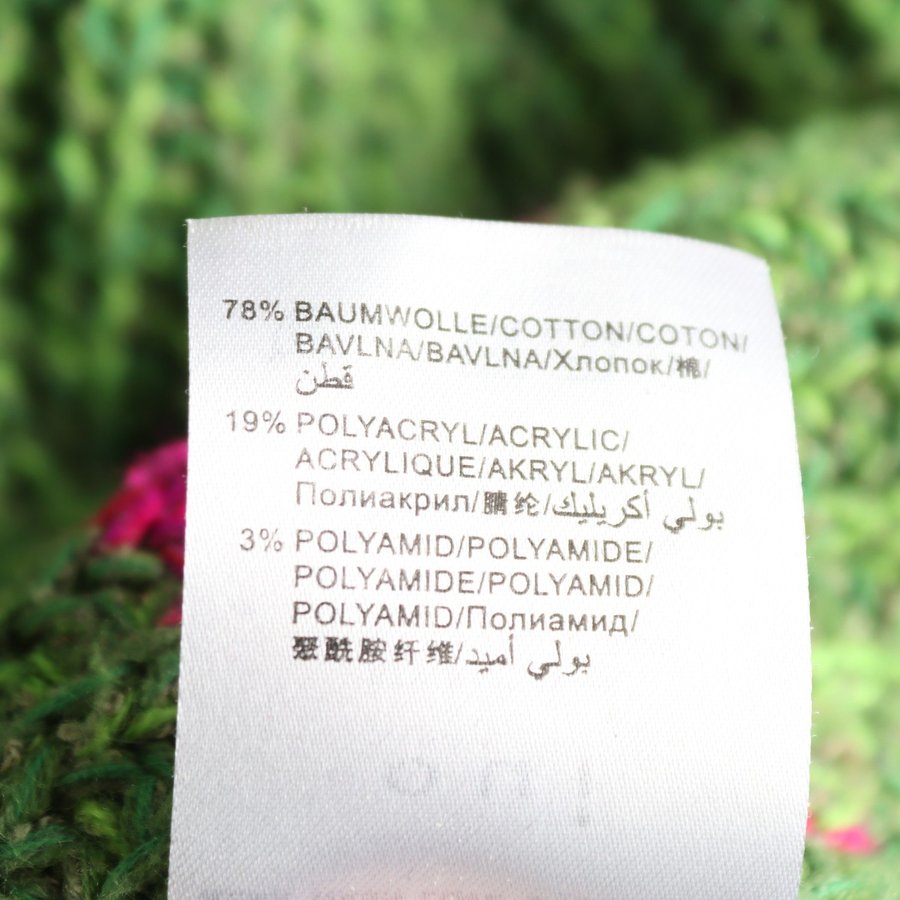 78% BAUMWOLLE/COTTON/COTON/
BAVLNA/BAVLNA/Хлопок/棉/
قطن
19% POLYACRYL/ACRYLIC/
ACRYLIQUE/AKRYL/AKRYL/
Полиакрил/腈纶/بولي أكريليك
3% POLYAMID/POLYAMIDE/
POLYAMIDE/POLYAMID/
POLYAMID/Полиамид/
聚酰胺纤维/بولي أميد